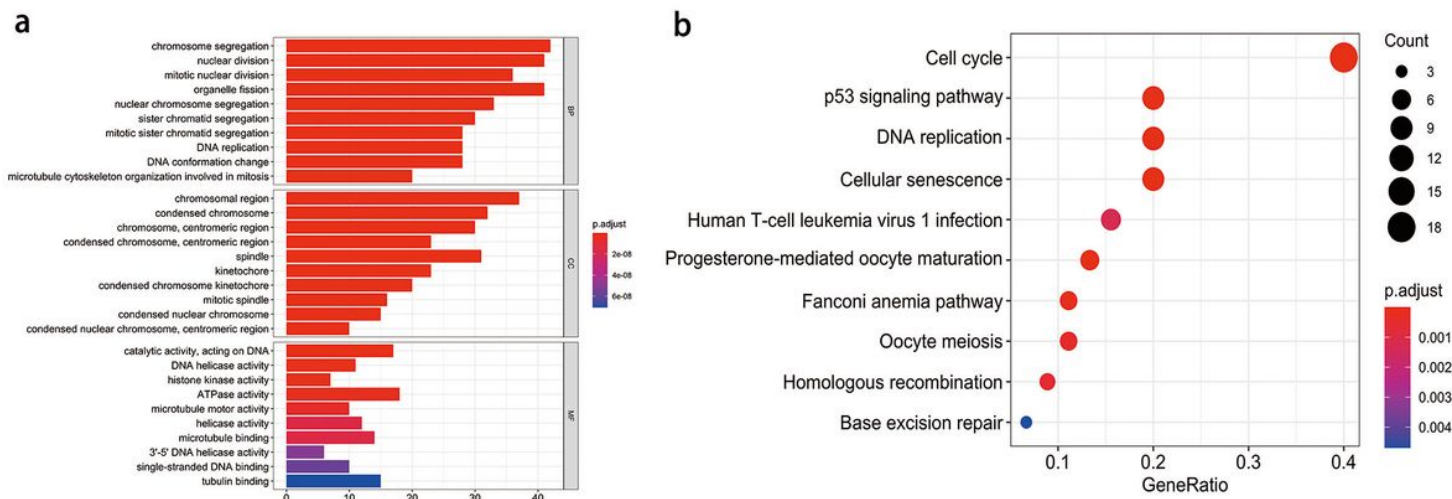 a
chromosome segregation
nuclear division
mitotic nuclear division
organelle fission
nuclear chromosome segregation
sister chromatid segregation
mitotic sister chromatid segregation
DNA replication
DNA conformation change
microtubule cytoskeleton organization involved in mitosis
BP
chromosomal region
condensed chromosome
chromosome, centromeric region
condensed chromosome, centromeric region
spindle
kinetochore
condensed chromosome kinetochore
mitotic spindle
condensed nuclear chromosome
condensed nuclear chromosome, centromeric region
CC
catalytic activity, acting on DNA
DNA helicase activity
histone kinase activity
ATPase activity
microtubule motor activity
helicase activity
microtubule binding
3'-5' DNA helicase activity
single-stranded DNA binding
tubulin binding
MF
0 10 20 30 40
p.adjust
2e-08
4e-08
6e-08
b
Cell cycle
p53 signaling pathway
DNA replication
Cellular senescence
Human T-cell leukemia virus 1 infection
Progesterone-mediated oocyte maturation
Fanconi anemia pathway
Oocyte meiosis
Homologous recombination
Base excision repair
0.1 0.2 0.3 0.4
GeneRatio
Count
3
6
9
12
15
18
p.adjust
0.001
0.002
0.003
0.004